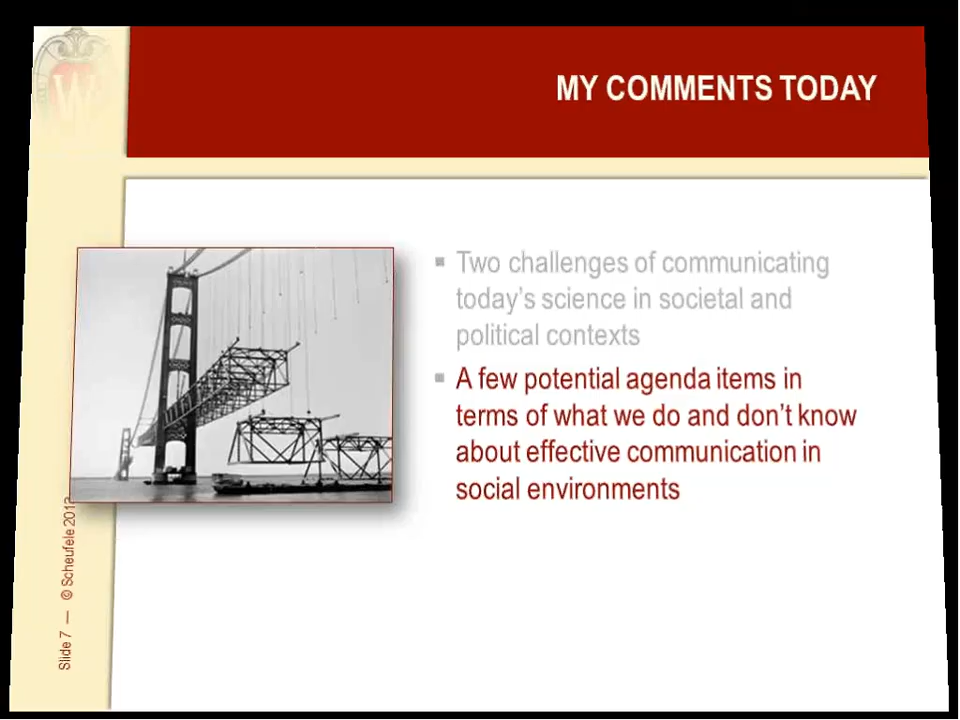 MY COMMENTS TODAY
Two challenges of communicating
today's science in societal and
political contexts
A few potential agenda items in
terms of what we do and don't know
about effective communication in
social environments
Slide 7 — © Scheufele
W